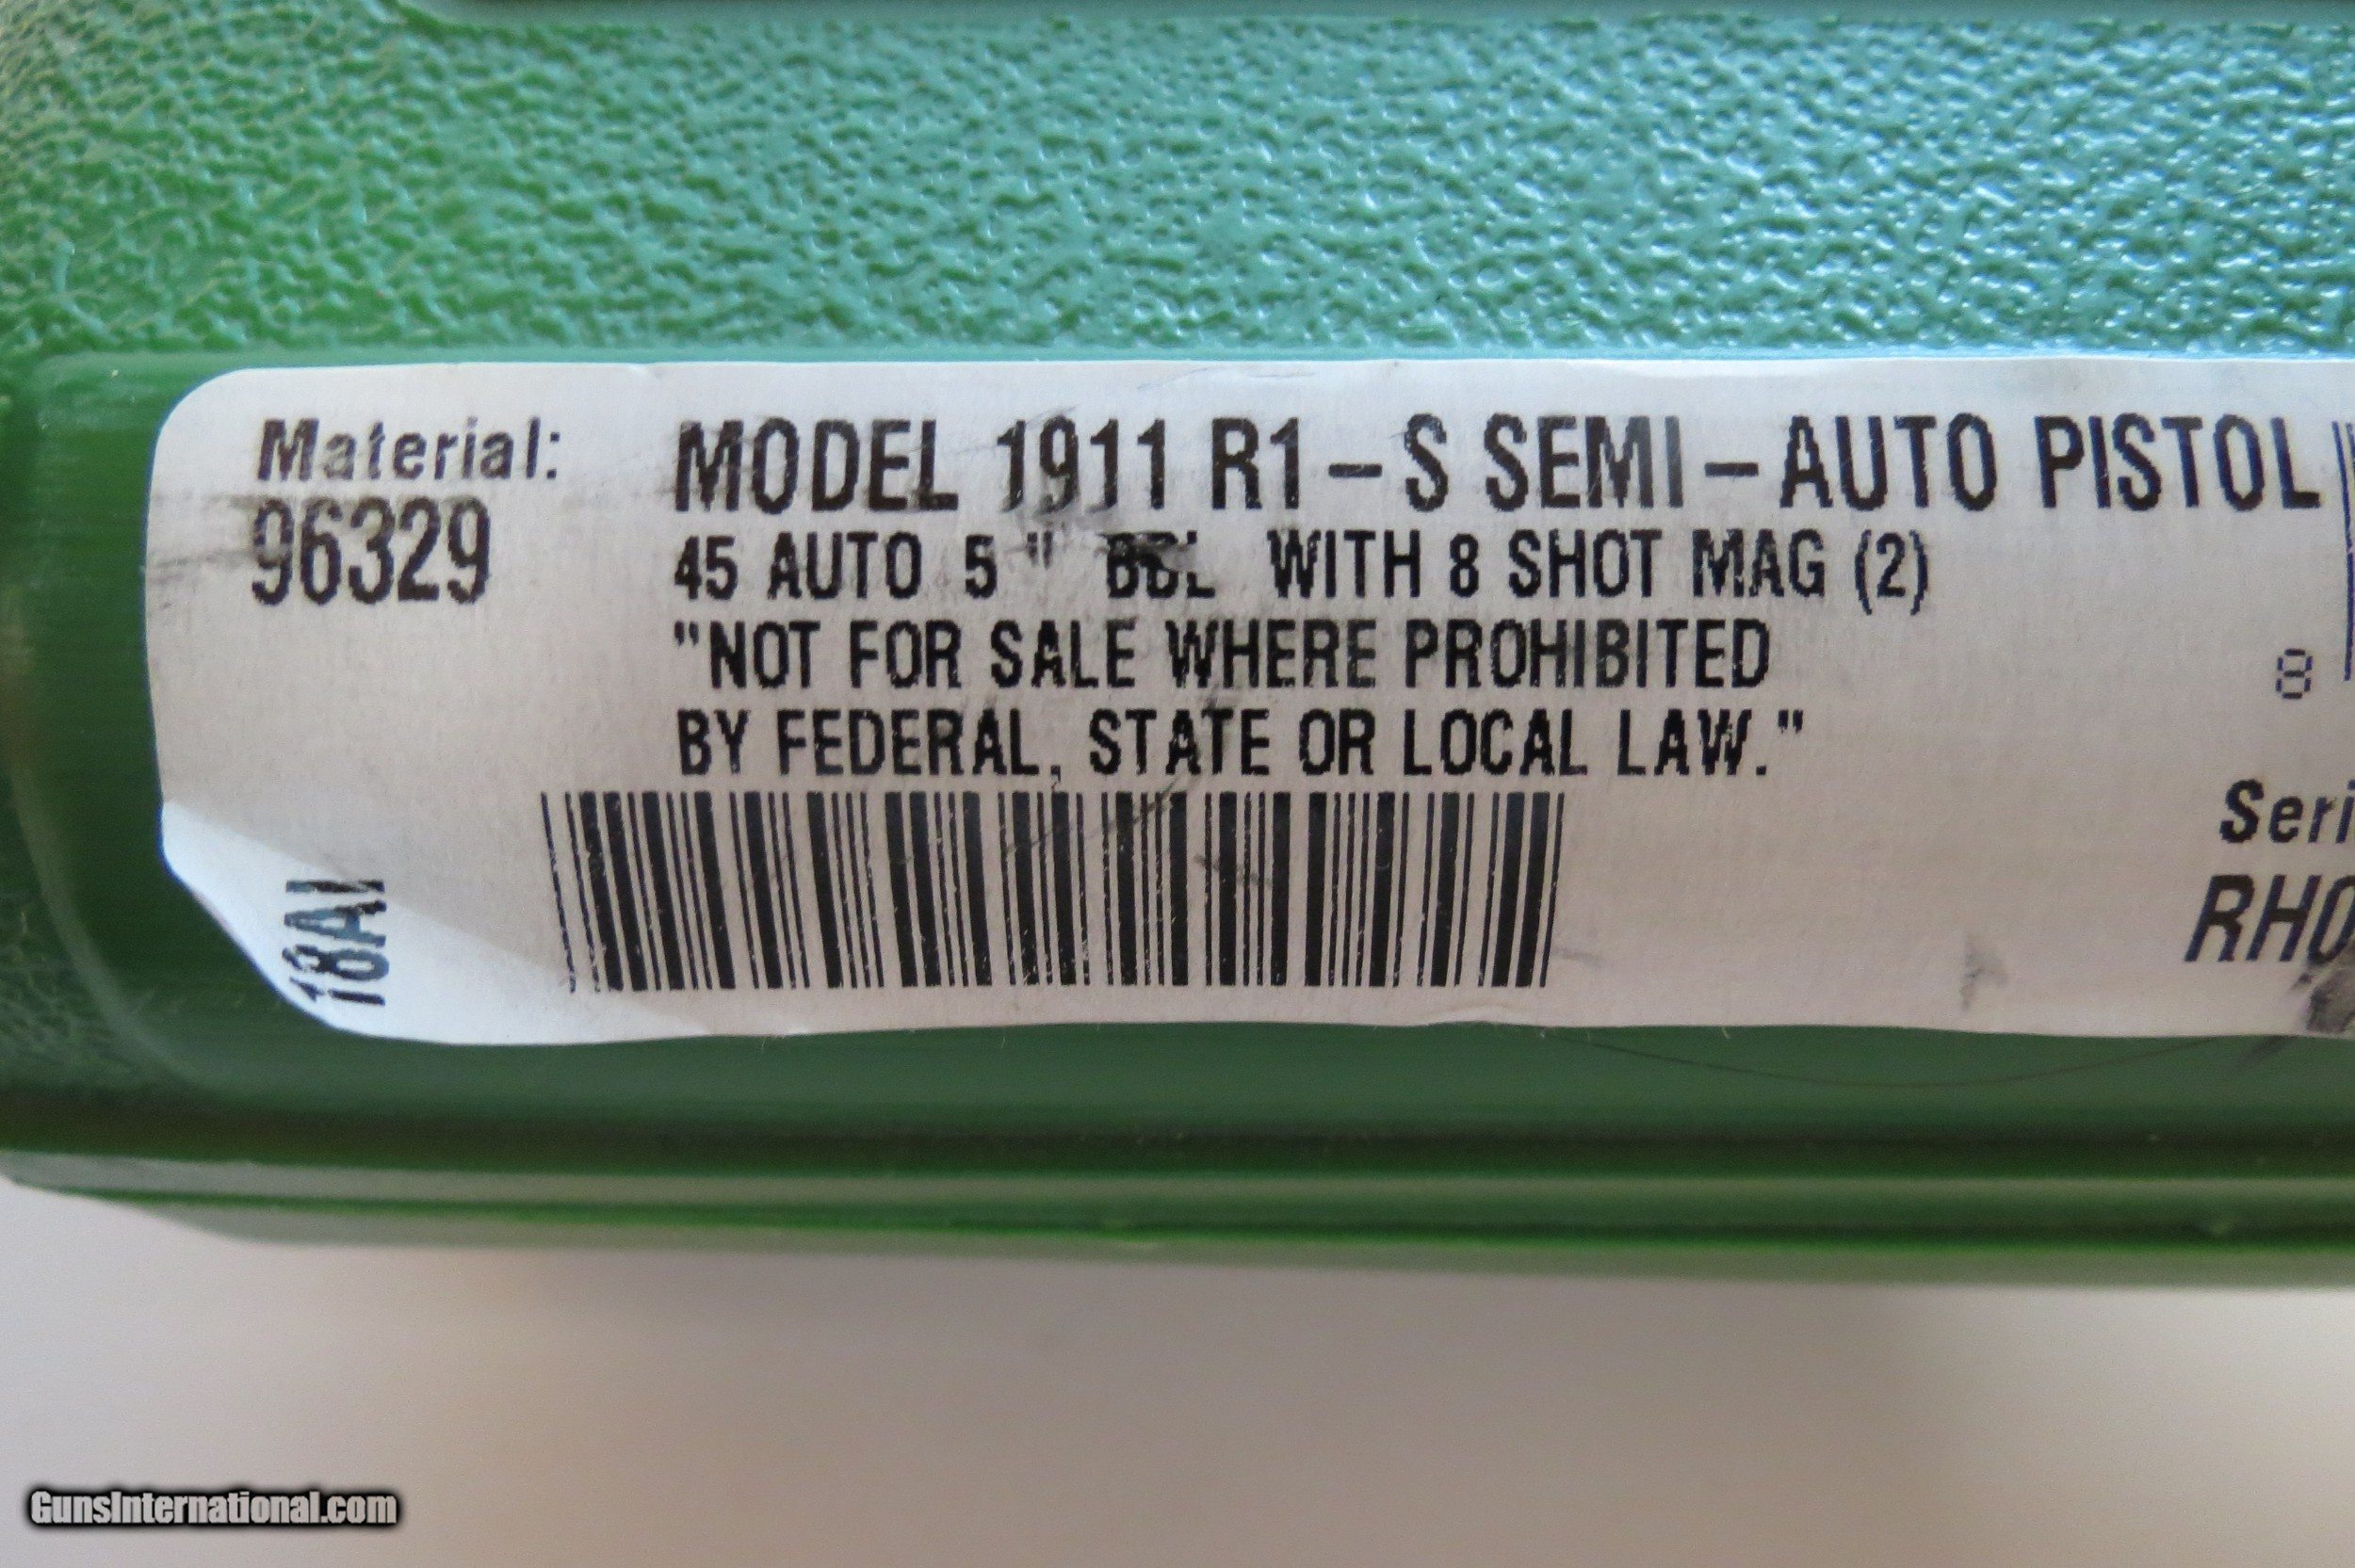 Material:
96329
MODEL 1911 R1-S SEMI-AUTO PISTOL
45 AUTO 5 " BBL WITH 8 SHOT MAG (2)
"NOT FOR SALE WHERE PROHIBITED
BY FEDERAL, STATE OR LOCAL LAW."
8
Seri
RH0
GunsInternational.com